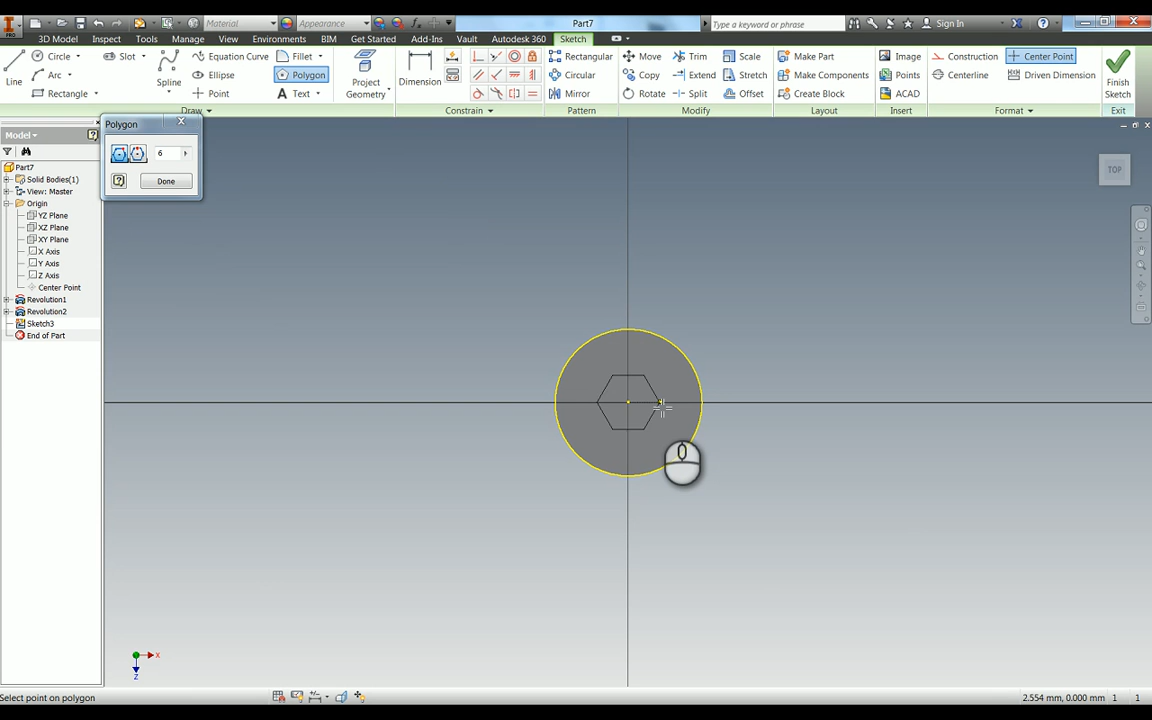 Material
Appearance
Part7
Type a keyword or phrase
Sign In
PRO
3D Model
Inspect
Tools
Manage
View
Environments
BIM
Get Started
Add-Ins
Vault
Autodesk 360
Sketch
Circle
Slot
Equation Curve
Fillet
Rectangular
Move
Trim
Scale
Make Part
Image
Construction
Center Point
Line
Arc
Spline
Ellipse
Polygon
Project
Geometry
Dimension
Circular
Copy
Extend
Stretch
Make Components
Points
Centerline
Driven Dimension
Finish
Sketch
Rectangle
Point
Text
Mirror
Rotate
Split
Offset
Create Block
ACAD
Draw
Constrain
Pattern
Modify
Layout
Insert
Format
Exit
Polygon
6
Done
Model
Part7
Solid Bodies(1)
View: Master
Origin
YZ Plane
XZ Plane
XY Plane
X Axis
Y Axis
Z Axis
Center Point
Revolution1
Revolution2
Sketch3
End of Part
TOP
X
Z
Select point on polygon
2.554 mm, 0.000 mm
1
1